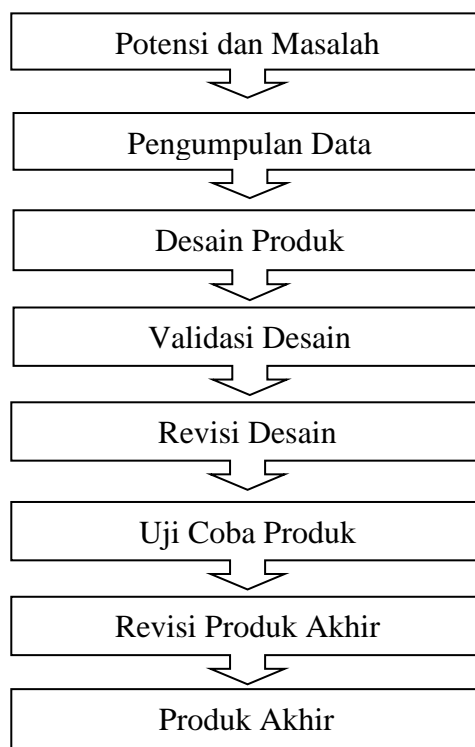 Potensi dan Masalah
Pengumpulan Data
Desain Produk
Validasi Desain
Revisi Desain
Uji Coba Produk
Revisi Produk Akhir
Produk Akhir